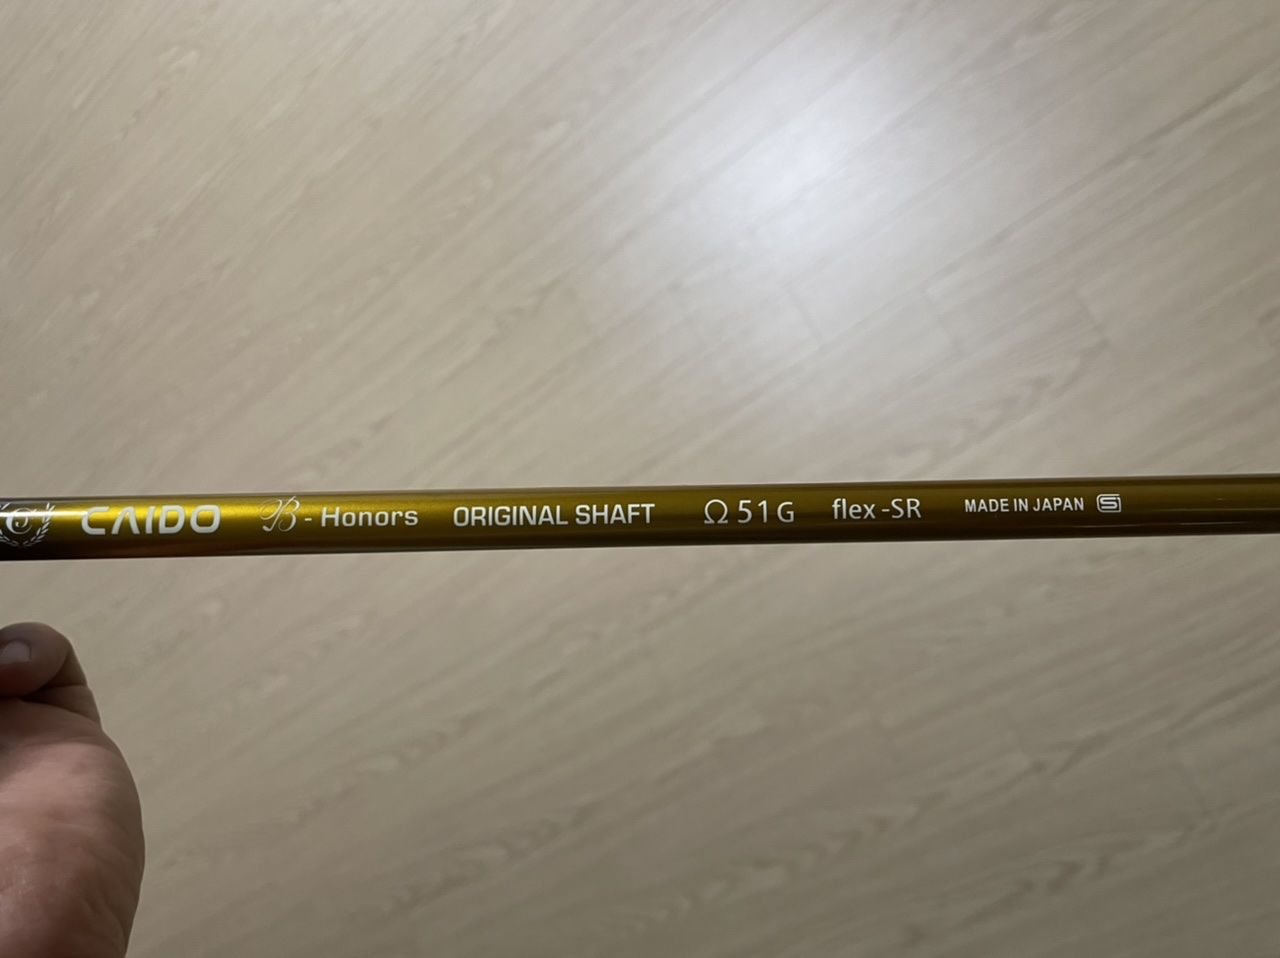 CAIDO B-Honors ORIGINAL SHAFT Ω51G flex-SR MADE IN JAPAN S